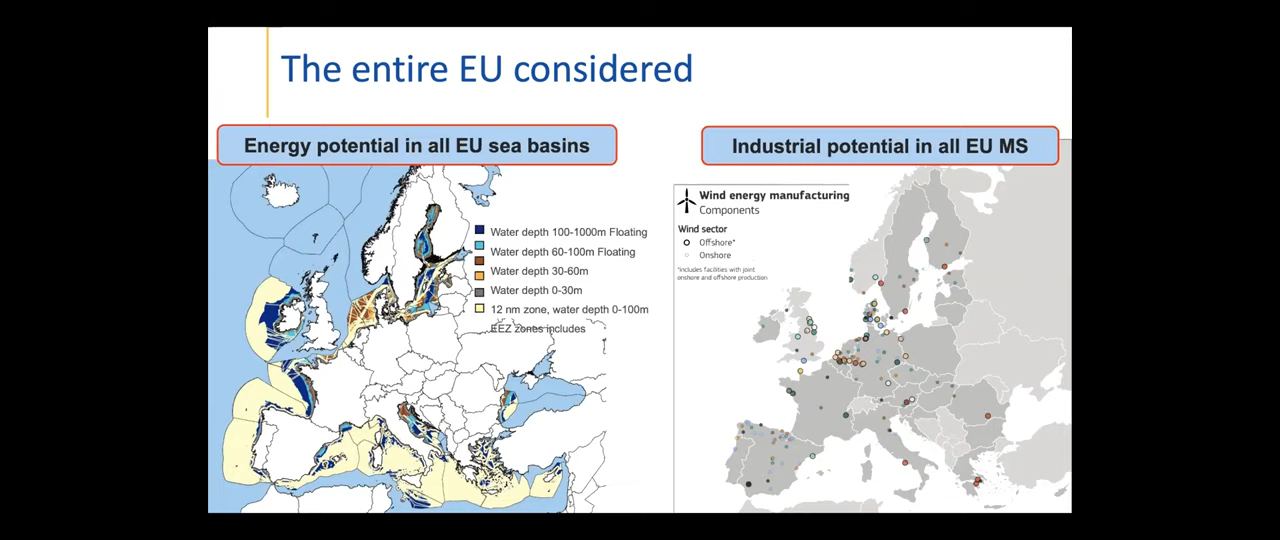 The entire EU considered
Energy potential in all EU sea basins
Water depth 100-1000m Floating
Water depth 60-100m Floating
Water depth 30-60m
Water depth 0-30m
12 nm zone, water depth 0-100m
EEZ zones includes
Industrial potential in all EU MS
Wind energy manufacturing
Components
Wind sector
Offshore*
Onshore
*includes facilities with joint
onshore and offshore production